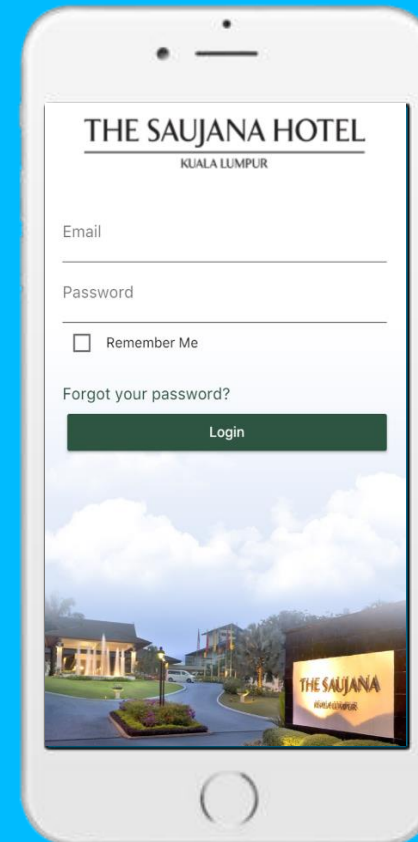 THE SAUJANA HOTEL
KUALA LUMPUR
Email
Password
Remember Me
Forgot your password?
Login
THE SAUJANA
KUALA LUMPUR